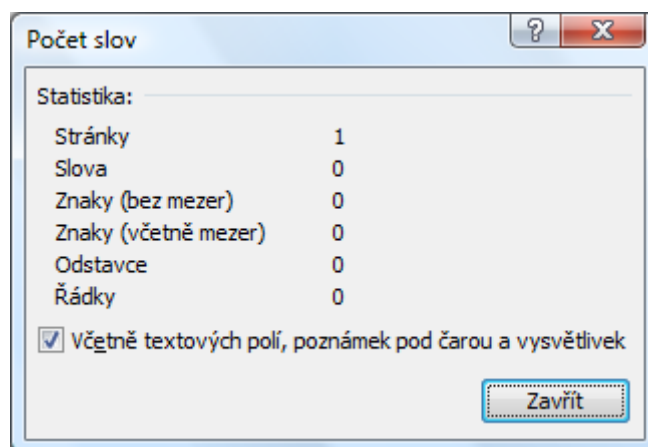 Počet slov
Statistika:
Stránky 1
Slova 0
Znaky (bez mezer) 0
Znaky (včetně mezer) 0
Odstavce 0
Řádky 0
Včetně textových polí, poznámek pod čarou a vysvětlivek
Zavřít